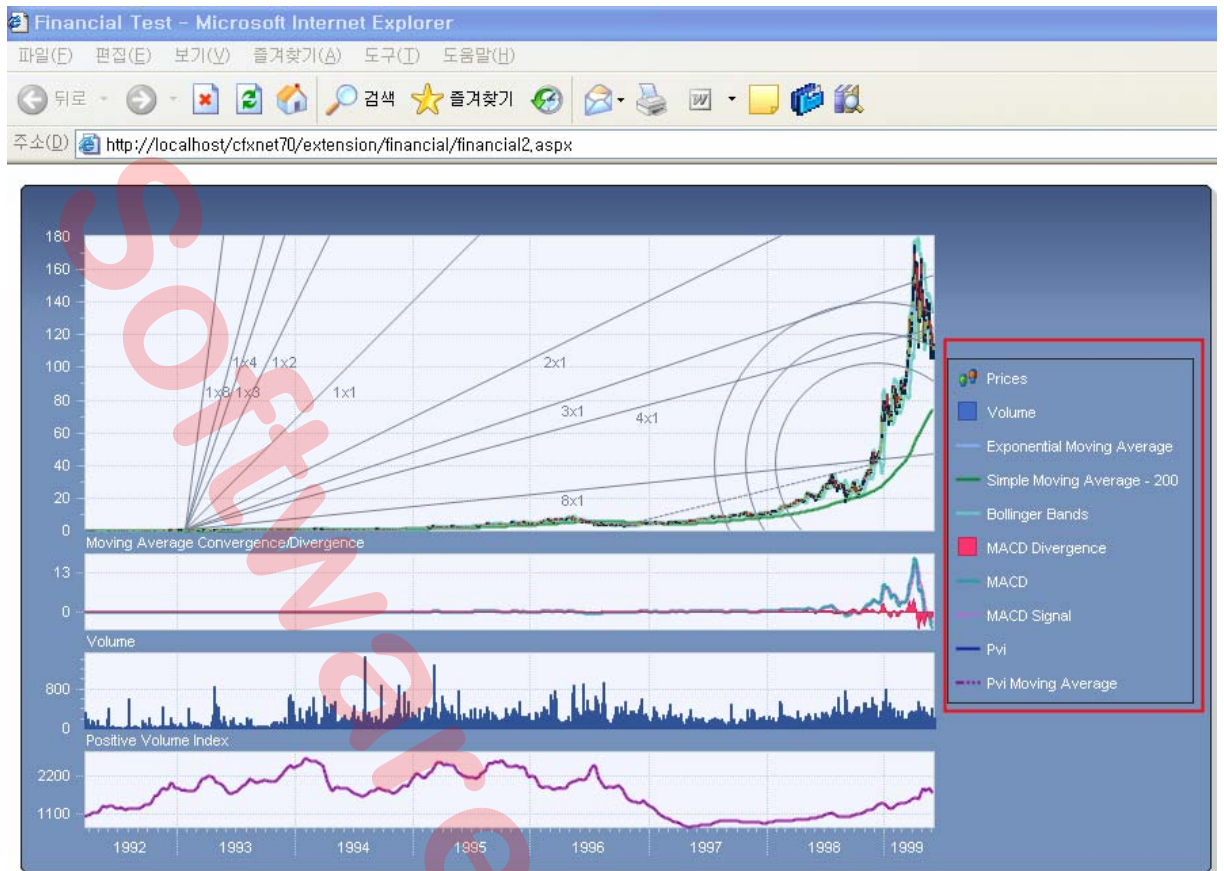 Financial Test - Microsoft Internet Explorer
파일(F) 편집(E) 보기(V) 즐겨찾기(A) 도구(T) 도움말(H)
뒤로 검색 즐겨찾기
주소(D) http://localhost/cfxnet70/extension/financial/financial2.aspx
180
160
140
120
100
80
60
40
20
0
1x4 1x2
1x8 1x3
1x1
2x1
3x1
4x1
8x1
Moving Average Convergence/Divergence
13
0
Volume
800
0
Positive Volume Index
2200
1100
1992 1993 1994 1995 1996 1997 1998 1999
Prices
Volume
Exponential Moving Average
Simple Moving Average - 200
Bollinger Bands
MACD Divergence
MACD
MACD Signal
Pvi
Pvi Moving Average
Software